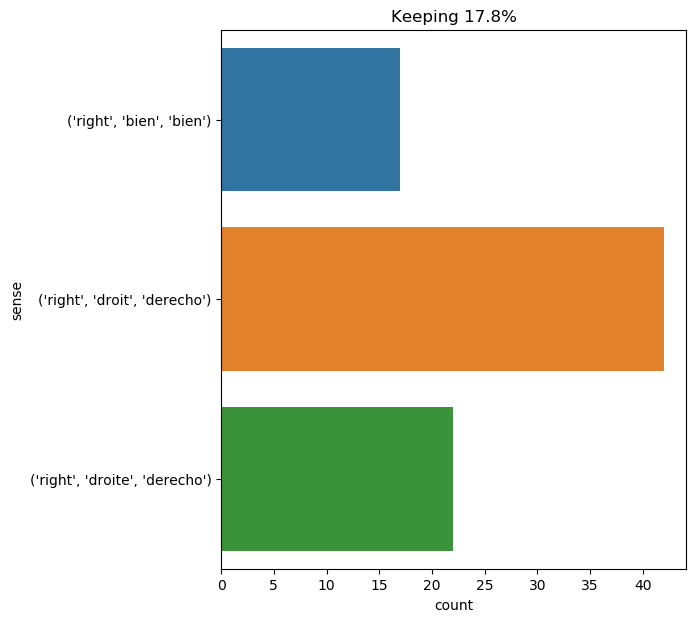 Keeping 17.8%
('right', 'bien', 'bien')
('right', 'droit', 'derecho')
('right', 'droite', 'derecho')
sense
0 5 10 15 20 25 30 35 40
count